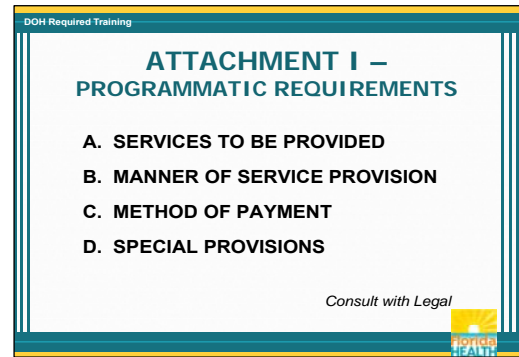 DOH Required Training
ATTACHMENT I –
PROGRAMMATIC REQUIREMENTS
A. SERVICES TO BE PROVIDED
B. MANNER OF SERVICE PROVISION
C. METHOD OF PAYMENT
D. SPECIAL PROVISIONS
Consult with Legal
Florida
HEALTH